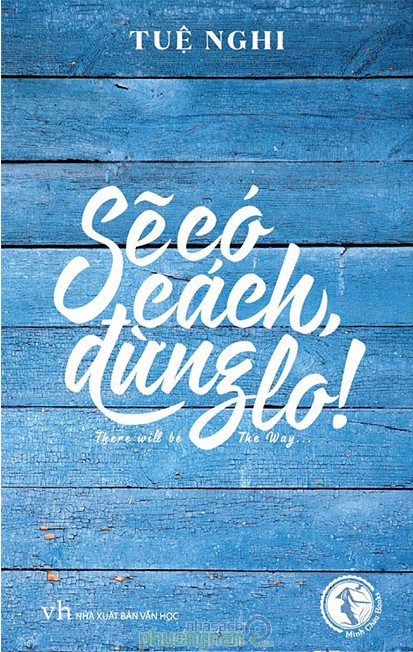 TUỆ NGHI
Sẽ có
cách,
đừng
lo!
There will be The Way...
vh NHÀ XUẤT BẢN VĂN HỌC
Minh Châu Books
nhasach
phuongnam